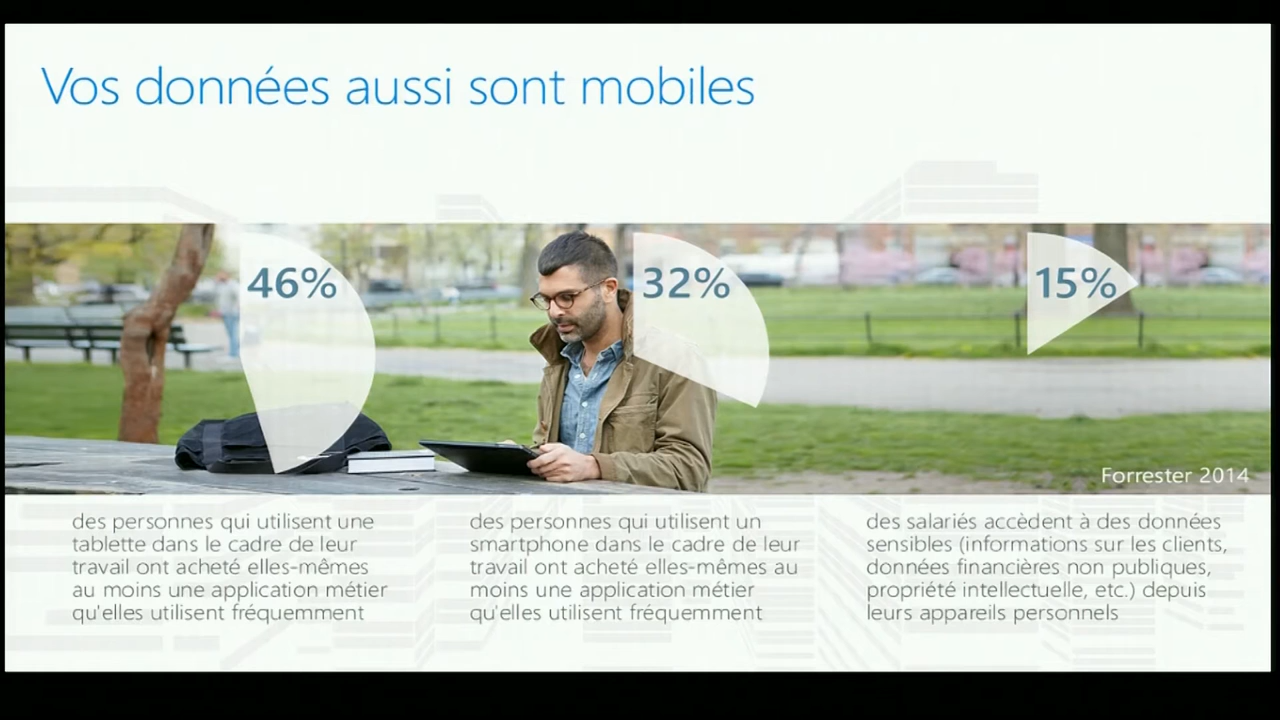 Vos données aussi sont mobiles
46%
32%
15%
Forrester 2014
des personnes qui utilisent une
tablette dans le cadre de leur
travail ont acheté elles-mêmes
au moins une application métier
qu'elles utilisent fréquemment
des personnes qui utilisent un
smartphone dans le cadre de leur
travail ont acheté elles-mêmes au
moins une application métier
qu'elles utilisent fréquemment
des salariés accèdent à des données
sensibles (informations sur les clients,
données financières non publiques,
propriété intellectuelle, etc.) depuis
leurs appareils personnels